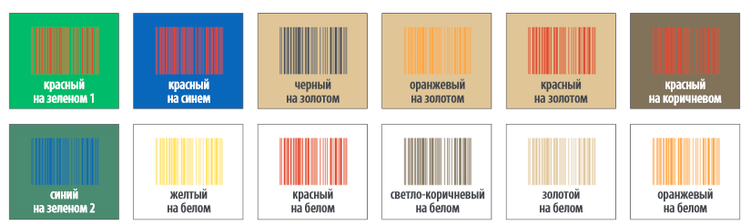 красный
на зеленом 1
красный
на синем
черный
на золотом
оранжевый
на золотом
красный
на золотом
красный
на коричневом
синий
на зеленом 2
желтый
на белом
красный
на белом
светло-коричневый
на белом
золотой
на белом
оранжевый
на белом